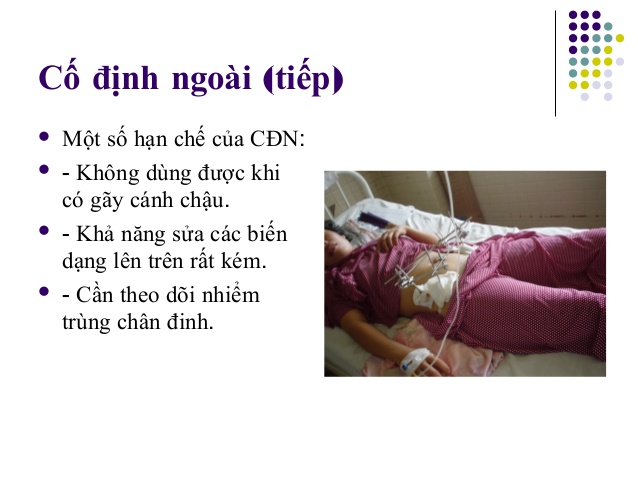 Cố định ngoài (tiếp)
Một số hạn chế của CĐN:
- Không dùng được khi
có gãy cánh chậu.
- Khả năng sửa các biến
dạng lên trên rất kém.
- Cần theo dõi nhiểm
trùng chân đinh.